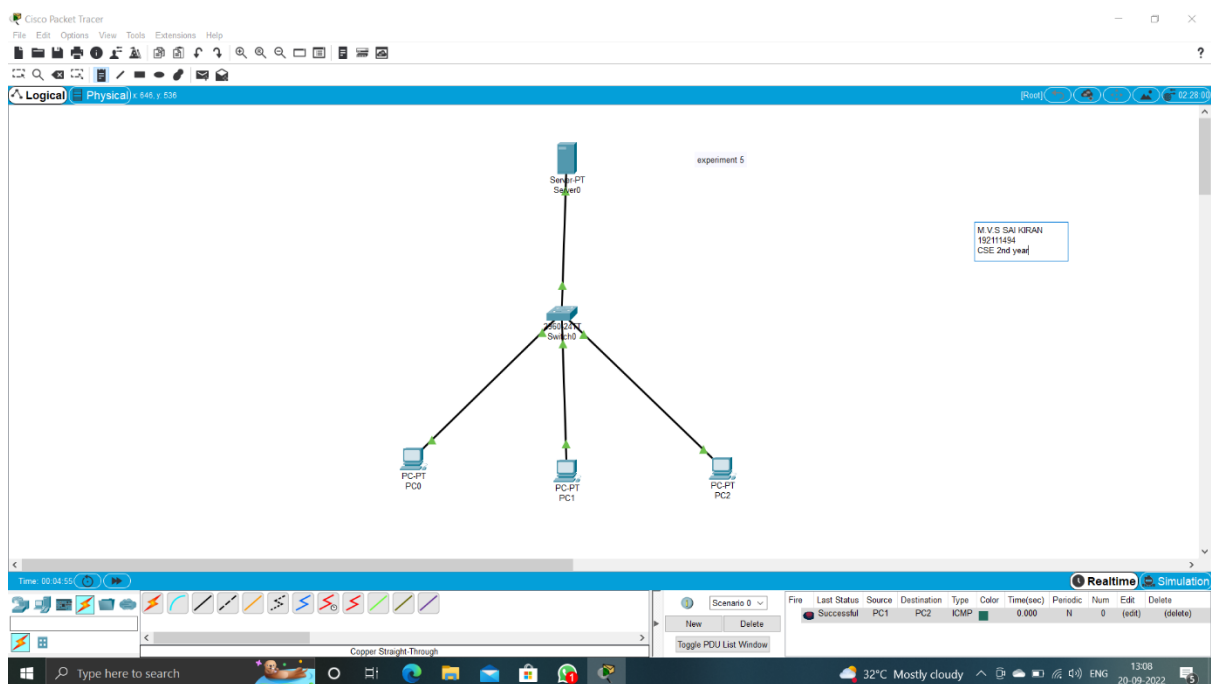 Cisco Packet Tracer
File Edit Options View Tools Extensions Help
?
Logical Physical x: 646, y: 536 [Root] 02:28:00
experiment 5
Server-PT
Server0
M.V.S SAI KIRAN
192111494
CSE 2nd year
2960-24TT
Switch0
PC-PT
PC0
PC-PT
PC1
PC-PT
PC2
Time: 00:04:55 Realtime Simulation
Scenario 0
New Delete
Toggle PDU List Window
Fire Last Status Source Destination Type Color Time(sec) Periodic Num Edit Delete
Successful PC1 PC2 ICMP 0.000 N 0 (edit) (delete)
Copper Straight-Through
Type here to search
32°C Mostly cloudy ENG
13:08
20-09-2022